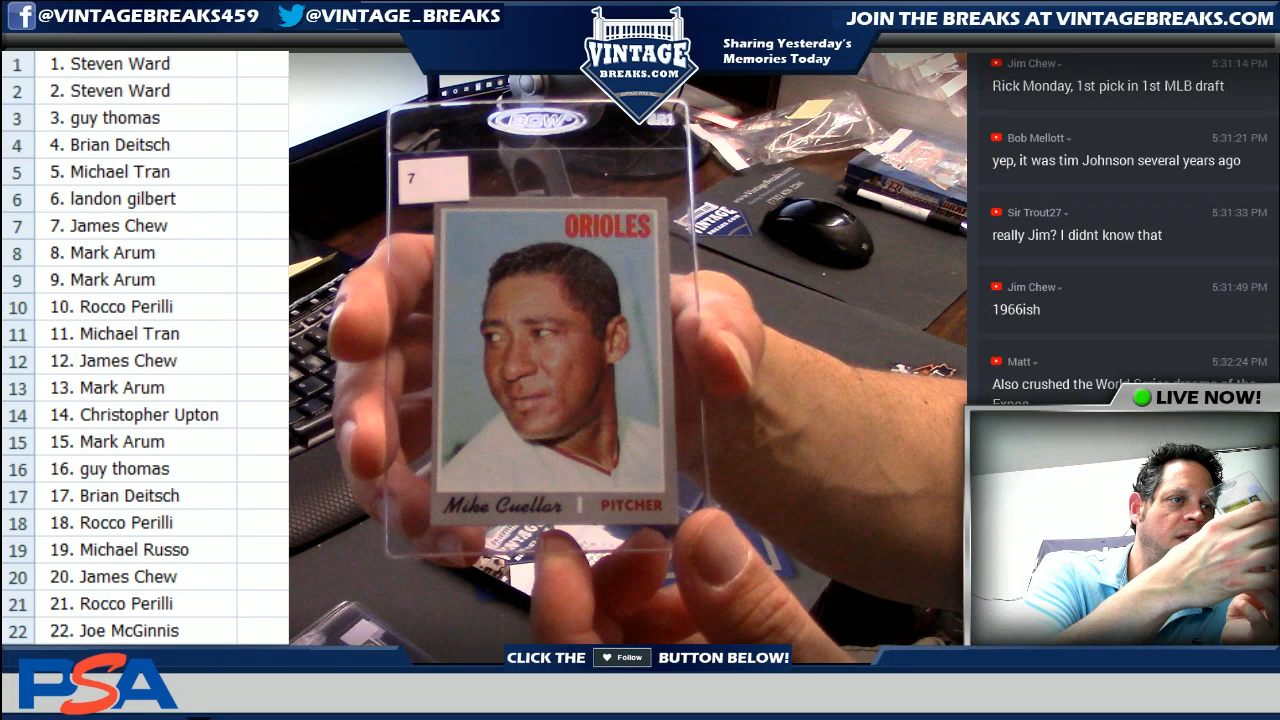 @VINTAGEBREAKS459
@VINTAGE_BREAKS
VINTAGE
BREAKS.COM
Sharing Yesterday's
Memories Today
JOIN THE BREAKS AT VINTAGEBREAKS.COM
1 1. Steven Ward
2 2. Steven Ward
3 3. guy thomas
4 4. Brian Deitsch
5 5. Michael Tran
6 6. landon gilbert
7 7. James Chew
8 8. Mark Arum
9 9. Mark Arum
10 10. Rocco Perilli
11 11. Michael Tran
12 12. James Chew
13 13. Mark Arum
14 14. Christopher Upton
15 15. Mark Arum
16 16. guy thomas
17 17. Brian Deitsch
18 18. Rocco Perilli
19 19. Michael Russo
20 20. James Chew
21 21. Rocco Perilli
22 22. Joe McGinnis
BCW
7
ORIOLES
Mike Cuellar | PITCHER
VINTAGE
Jim Chew 5:31:14 PM
Rick Monday, 1st pick in 1st MLB draft
Bob Mellott 5:31:21 PM
yep, it was tim Johnson several years ago
Sir Trout27 5:31:33 PM
really Jim? I didnt know that
Jim Chew 5:31:49 PM
1966ish
Matt 5:32:24 PM
Also crushed the World Series dreams of the
Expos
LIVE NOW!
CLICK THE Follow BUTTON BELOW!
PSA